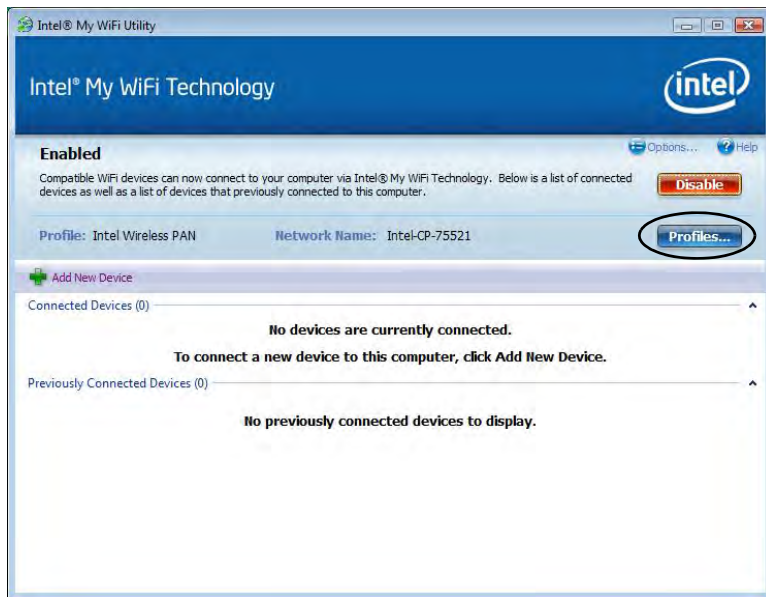 Intel® My WiFi Utility
Intel® My WiFi Technology
intel
Enabled
Options...
Help
Compatible WiFi devices can now connect to your computer via Intel® My WiFi Technology. Below is a list of connected
devices as well as a list of devices that previously connected to this computer.
Disable
Profile: Intel Wireless PAN
Network Name: Intel-CP-75521
Profiles...
Add New Device
Connected Devices (0)
No devices are currently connected.
To connect a new device to this computer, click Add New Device.
Previously Connected Devices (0)
No previously connected devices to display.